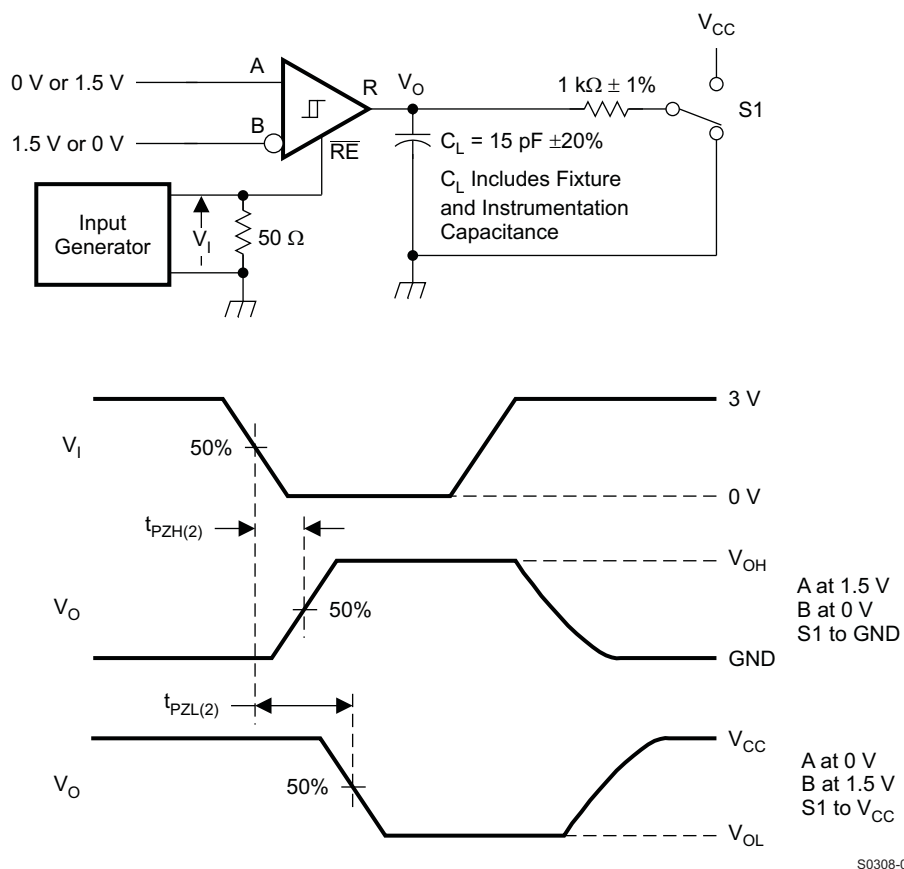 V_CC
0 V or 1.5 V
A
R
V_O
1 kΩ ± 1%
S1
1.5 V or 0 V
B
R̅E̅
C_L = 15 pF ±20%
C_L Includes Fixture
and Instrumentation
Capacitance
Input
Generator
V_I
50 Ω
3 V
V_I
50%
0 V
t_PZH(2)
V_OH
V_O
50%
A at 1.5 V
B at 0 V
S1 to GND
GND
t_PZL(2)
V_CC
V_O
50%
A at 0 V
B at 1.5 V
S1 to V_CC
V_OL